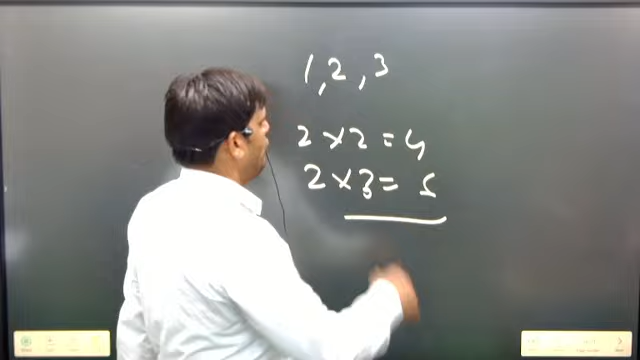 1, 2, 3
2 × 2 = 4
2 × 3 = 5